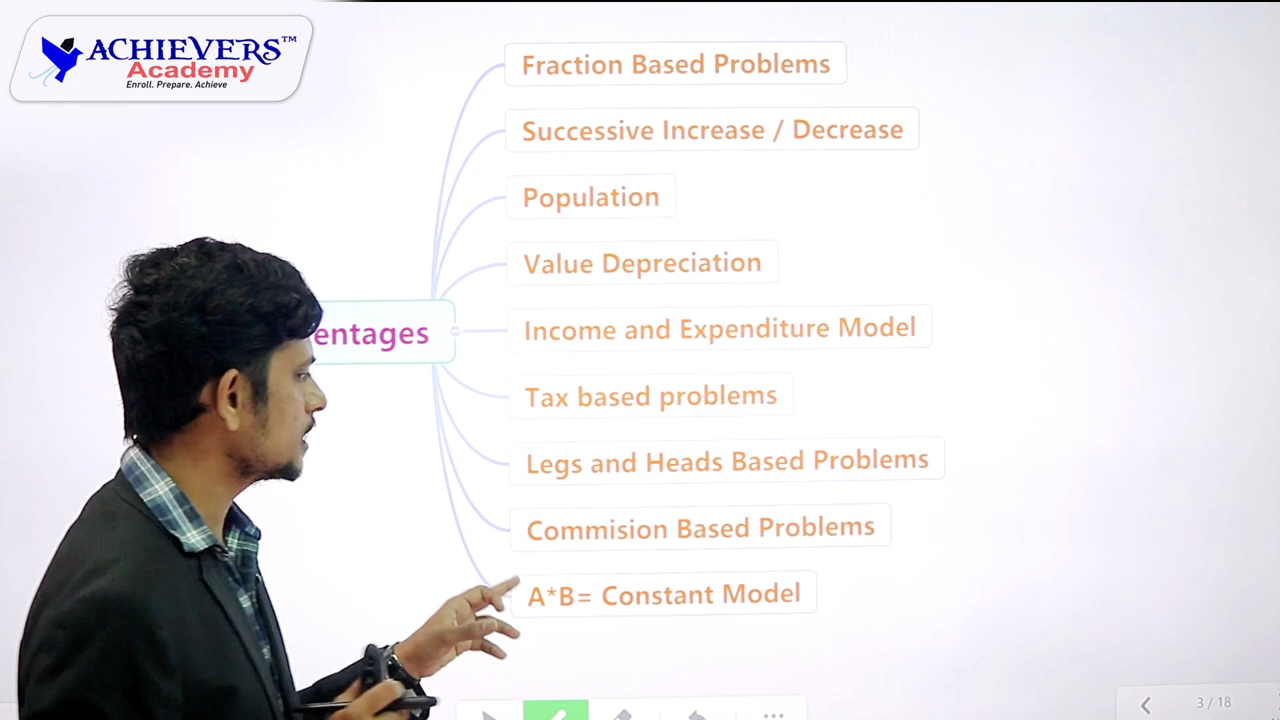 ACHIEVERS™
Academy
Enroll. Prepare. Achieve
Fraction Based Problems
Successive Increase / Decrease
Population
Value Depreciation
entages
Income and Expenditure Model
Tax based problems
Legs and Heads Based Problems
Commision Based Problems
A*B= Constant Model
3 / 18